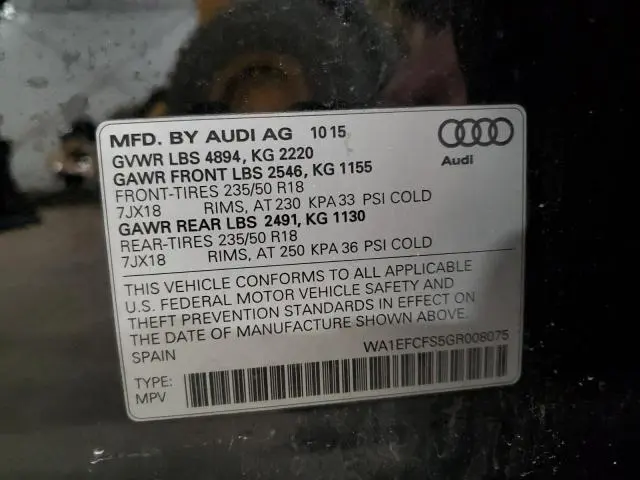 MFD. BY AUDI AG 10 15
Audi
GVWR LBS 4894, KG 2220
GAWR FRONT LBS 2546, KG 1155
FRONT-TIRES 235/50 R18
7JX18 RIMS, AT 230 KPA 33 PSI COLD
GAWR REAR LBS 2491, KG 1130
REAR-TIRES 235/50 R18
7JX18 RIMS, AT 250 KPA 36 PSI COLD
THIS VEHICLE CONFORMS TO ALL APPLICABLE
U.S. FEDERAL MOTOR VEHICLE SAFETY AND
THEFT PREVENTION STANDARDS IN EFFECT ON
THE DATE OF MANUFACTURE SHOWN ABOVE.
SPAIN WA1EFCFS5GR008075
TYPE:
MPV